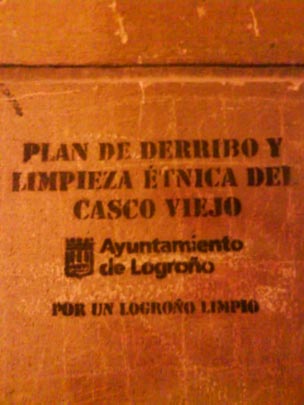 PLAN DE DERRIBO Y
LIMPIEZA ÉTNICA DEL
CASCO VIEJO
Ayuntamiento
de Logroño
POR UN LOGROÑO LIMPIO